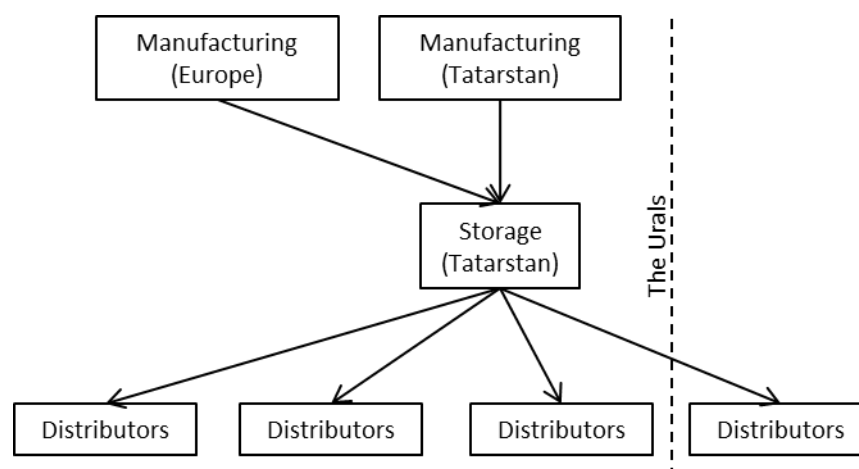 Manufacturing
(Europe)
Manufacturing
(Tatarstan)
Storage
(Tatarstan)
The Urals
Distributors
Distributors
Distributors
Distributors